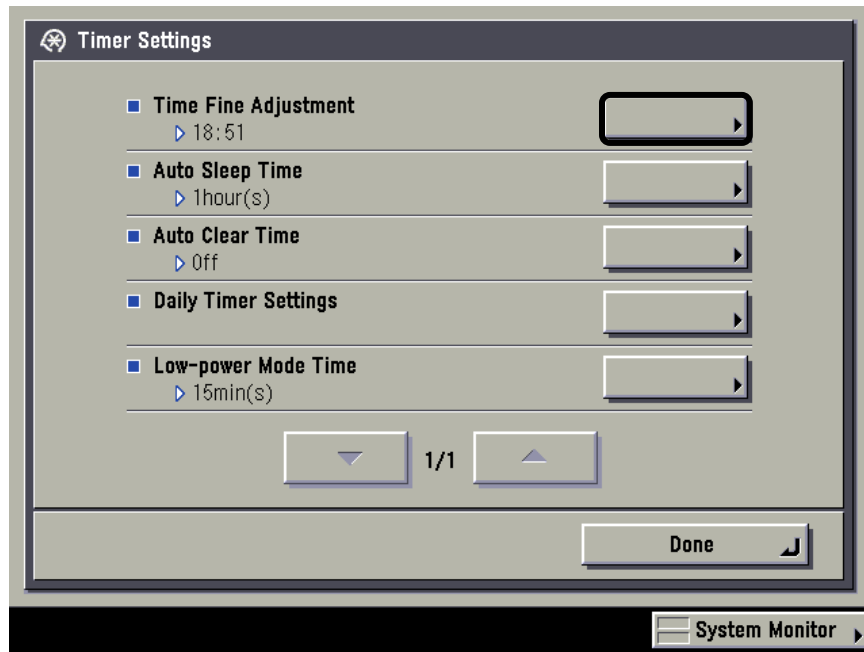 Timer Settings
Time Fine Adjustment
18:51
Auto Sleep Time
1hour(s)
Auto Clear Time
Off
Daily Timer Settings
Low-power Mode Time
15min(s)
1/1
Done
System Monitor